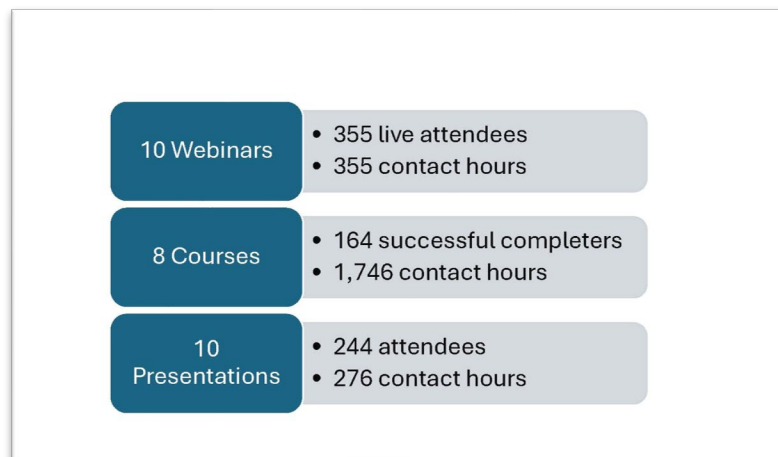 10 Webinars
• 355 live attendees
• 355 contact hours
8 Courses
• 164 successful completers
• 1,746 contact hours
10
Presentations
• 244 attendees
• 276 contact hours